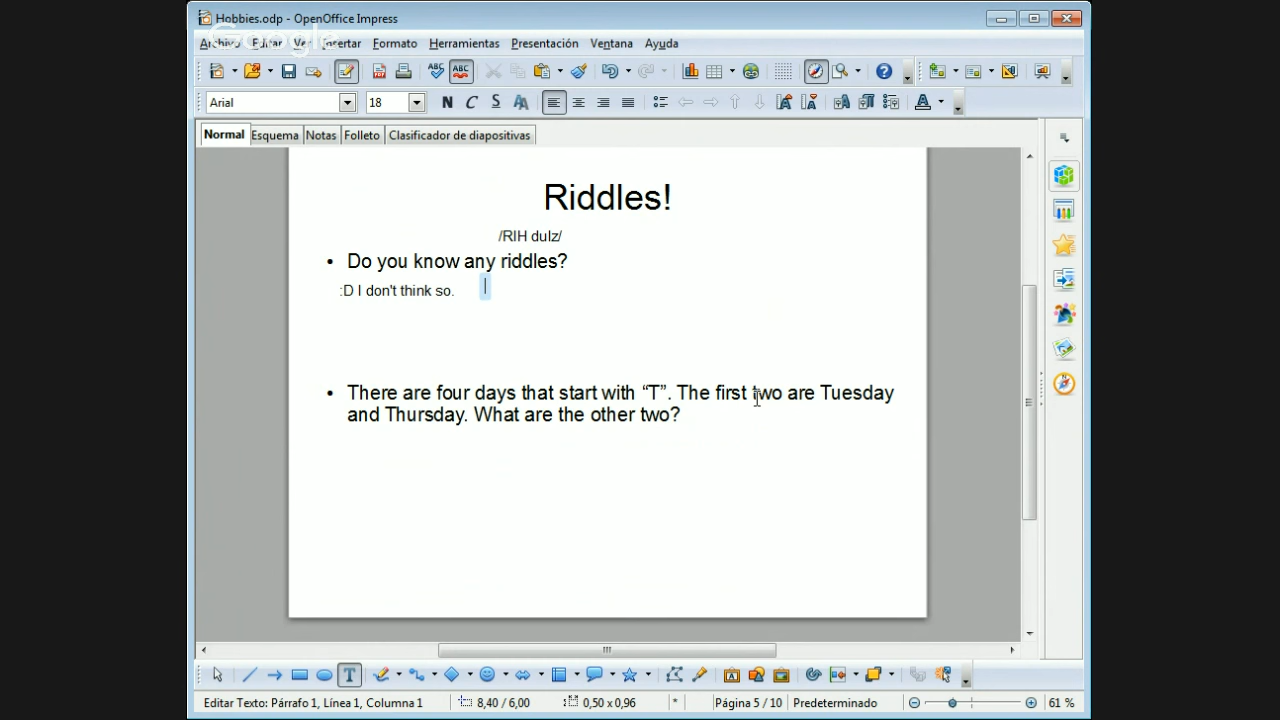 Hobbies.odp - OpenOffice Impress
Google
Archivo Editar Ver Insertar Formato Herramientas Presentación Ventana Ayuda
ABC ABC
Arial 18 N C S
Normal Esquema Notas Folleto Clasificador de diapositivas
Riddles!
/RIH dulz/
• Do you know any riddles?
:D I don't think so.
• There are four days that start with “T”. The first two are Tuesday
and Thursday. What are the other two?
Editar Texto: Párrafo 1, Línea 1, Columna 1 8,40 / 6,00 0,50 x 0,96 * Página 5 / 10 Predeterminado 61 %